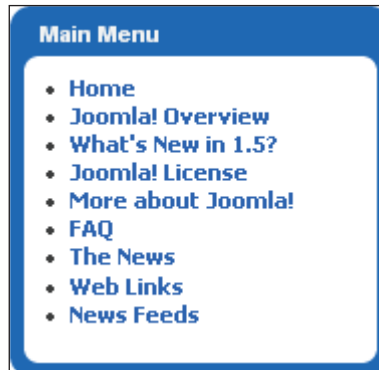 Main Menu
Home
Joomla! Overview
What's New in 1.5?
Joomla! License
More about Joomla!
FAQ
The News
Web Links
News Feeds